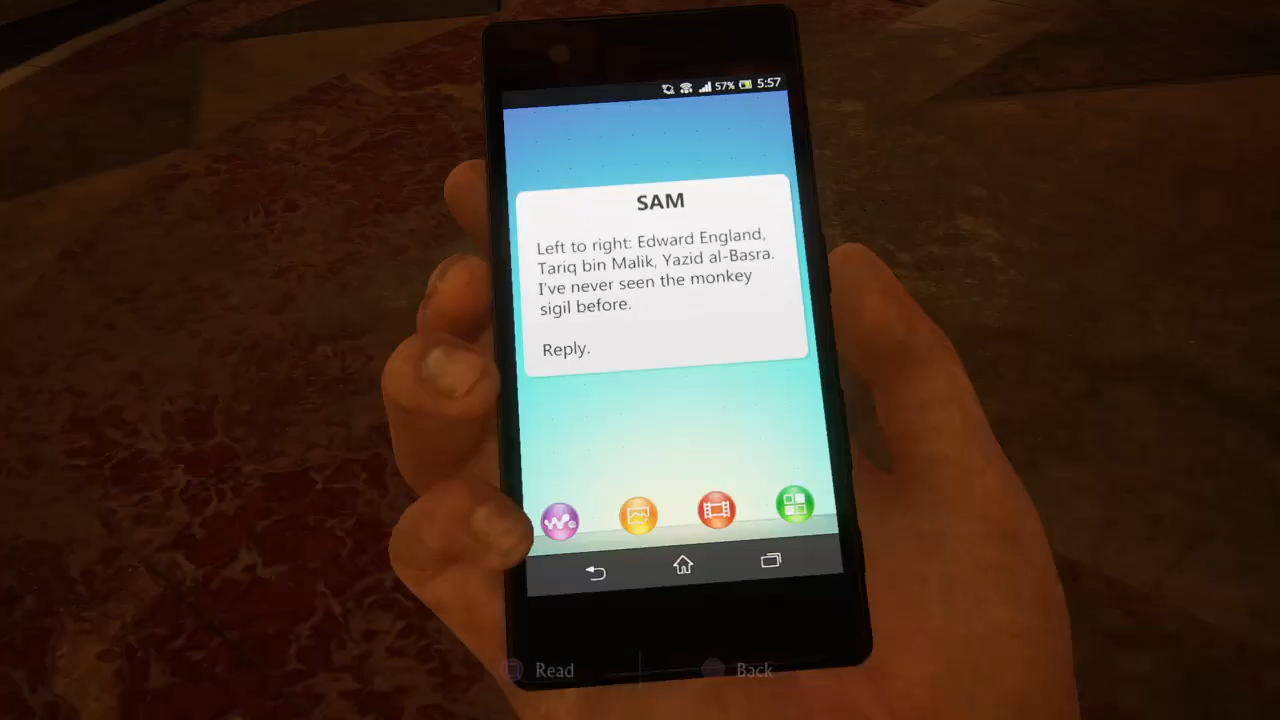 57% 5:57
SAM
Left to right: Edward England,
Tariq bin Malik, Yazid al-Basra.
I've never seen the monkey
sigil before.
Reply.
Read Back